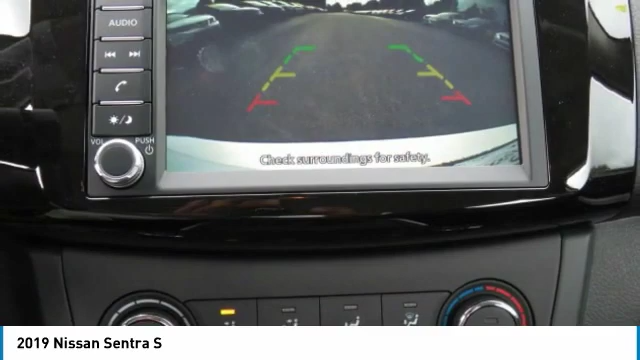 AUDIO
VOL
PUSH
Check surroundings for safety.
2019 Nissan Sentra S